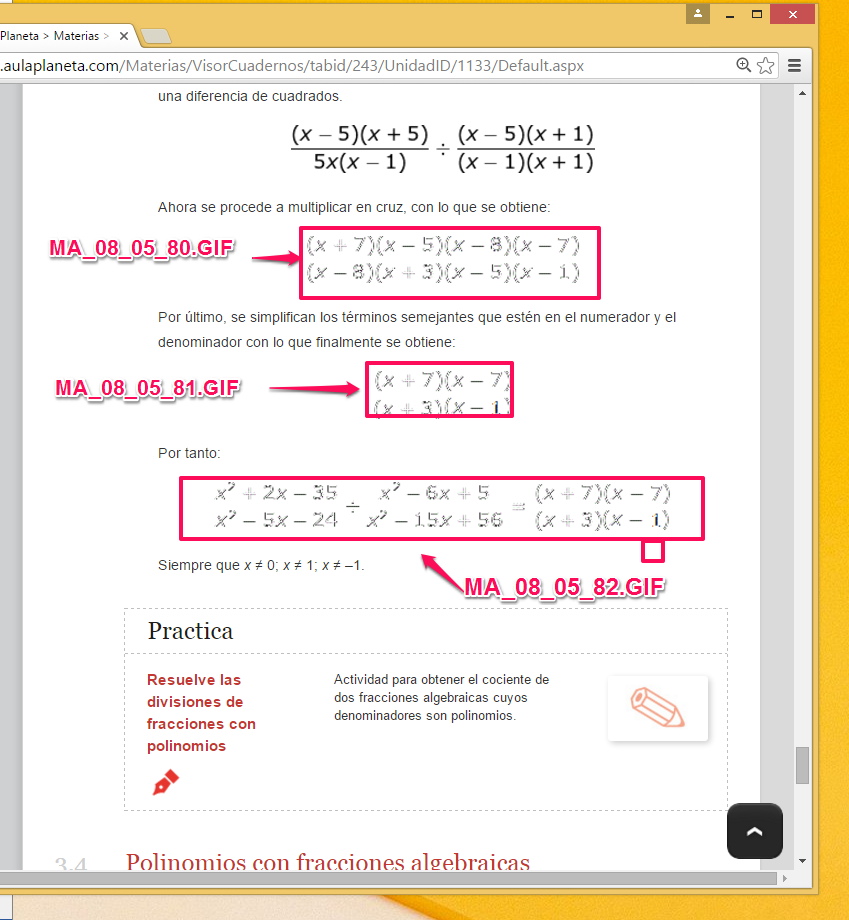 Planeta > Materias >
.aulaplaneta.com/Materias/VisorCuadernos/tabid/243/UnidadID/1133/Default.aspx
una diferencia de cuadrados.
(x − 5)(x + 5) ÷ (x − 5)(x + 1)
5x(x − 1) (x − 1)(x + 1)
Ahora se procede a multiplicar en cruz, con lo que se obtiene:
MA_08_05_80.GIF
(x + 7)(x − 5)(x − 8)(x − 7)
(x − 8)(x + 3)(x − 5)(x − 1)
Por último, se simplifican los términos semejantes que estén en el numerador y el
denominador con lo que finalmente se obtiene:
MA_08_05_81.GIF
(x + 7)(x − 7)
(x + 3)(x − 1)
Por tanto:
x² + 2x − 35 ÷ x² − 6x + 5 = (x + 7)(x − 7)
x² − 5x − 24 x² − 15x + 56 (x + 3)(x − 1)
Siempre que x ≠ 0; x ≠ 1; x ≠ –1.
MA_08_05_82.GIF
Practica
Resuelve las
divisiones de
fracciones con
polinomios
Actividad para obtener el cociente de
dos fracciones algebraicas cuyos
denominadores son polinomios.
3.4 Polinomios con fracciones algebraicas